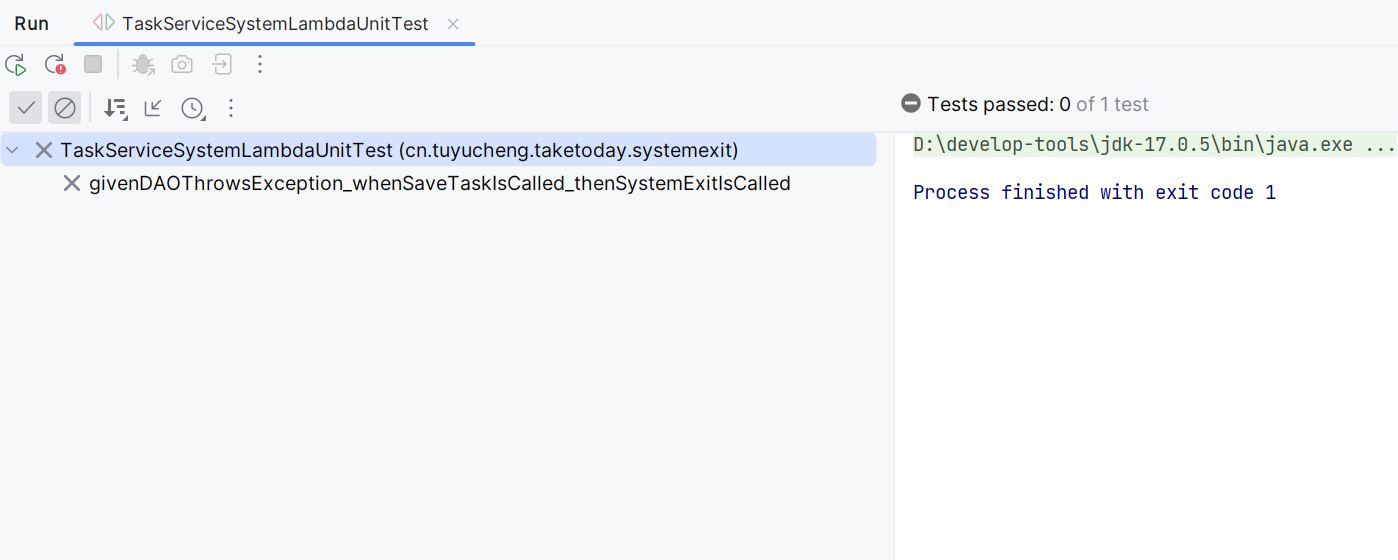 Run TaskServiceSystemLambdaUnitTest
Tests passed: 0 of 1 test
TaskServiceSystemLambdaUnitTest (cn.tuyucheng.taketoday.systemexit)
givenDAOThrowsException_whenSaveTaskIsCalled_thenSystemExitIsCalled
D:\develop-tools\jdk-17.0.5\bin\java.exe ...
Process finished with exit code 1